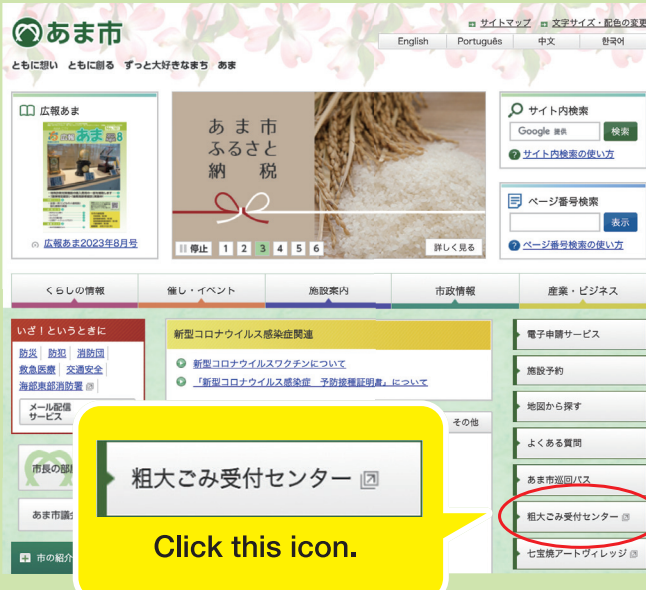 サイトマップ 文字サイズ・配色の変更
あま市
English Português 中文 한국어
ともに想い ともに創る ずっと大好きなまち あま
広報あま
広報 あま 8
広報あま2023年8月号
あま市
ふるさと
納税
停止 1 2 3 4 5 6
詳しく見る
サイト内検索
Google 提供 検索
サイト内検索の使い方
ページ番号検索
表示
ページ番号検索の使い方
くらしの情報 催し・イベント 施設案内 市政情報 産業・ビジネス
いざ！というときに
防災 防犯 消防団
救急医療 交通安全
海部東部消防署
メール配信
サービス
市長の部
あま市議
市の紹介
新型コロナウイルス感染症関連
新型コロナウイルスワクチンについて
「新型コロナウイルス感染症 予防接種証明書」について
その他
電子申請サービス
施設予約
地図から探す
よくある質問
あま市巡回バス
粗大ごみ受付センター
七宝焼アートヴィレッジ
粗大ごみ受付センター
Click this icon.